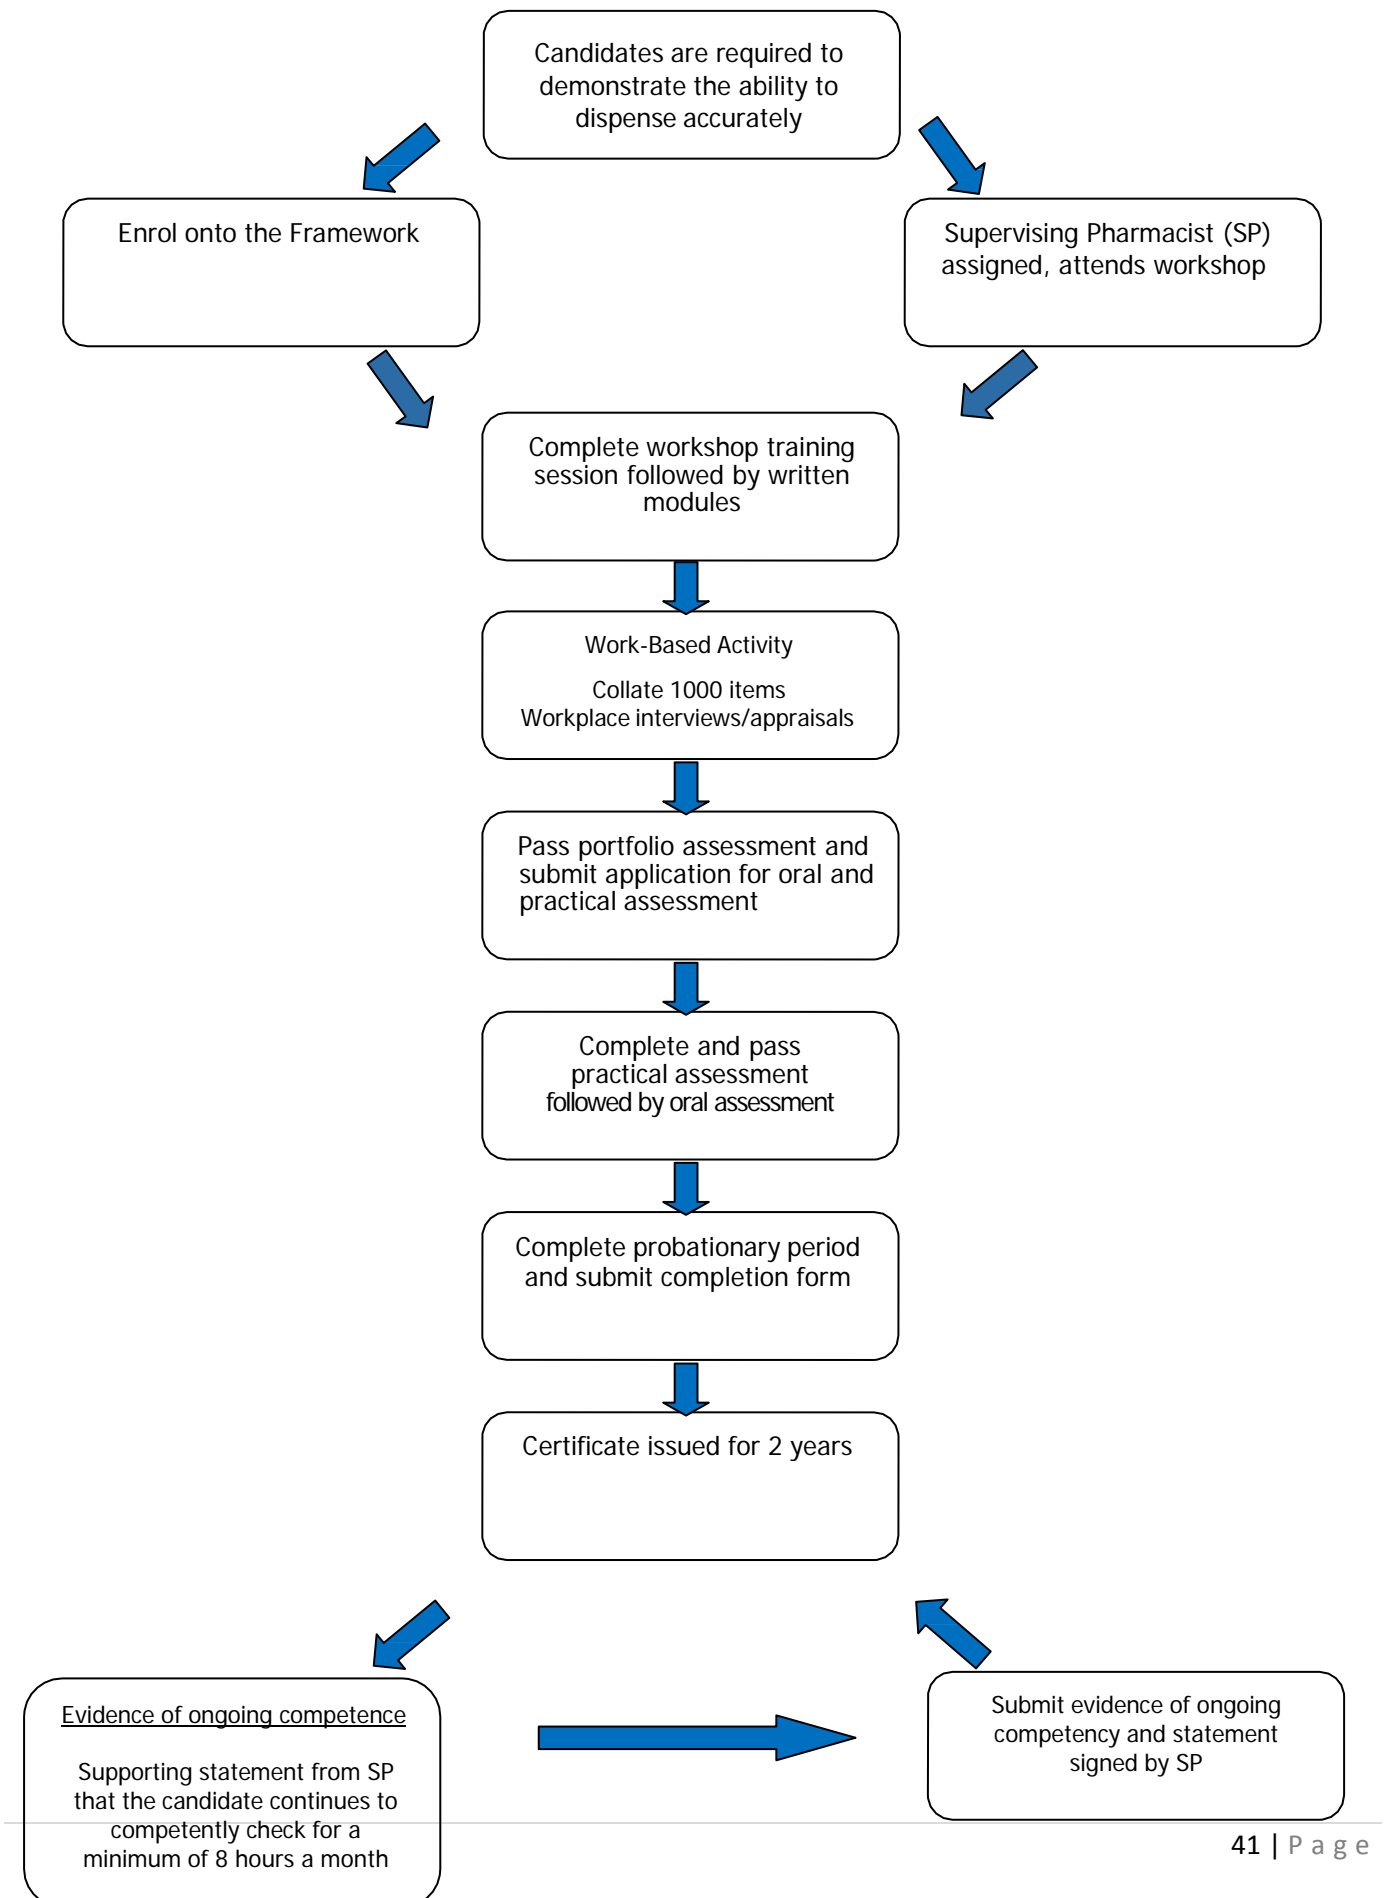 Candidates are required to
demonstrate the ability to
dispense accurately
Enrol onto the Framework
Supervising Pharmacist (SP)
assigned, attends workshop
Complete workshop training
session followed by written
modules
Work-Based Activity
Collate 1000 items
Workplace interviews/appraisals
Pass portfolio assessment and
submit application for oral and
practical assessment
Complete and pass
practical assessment
followed by oral assessment
Complete probationary period
and submit completion form
Certificate issued for 2 years
Evidence of ongoing competence
Supporting statement from SP
that the candidate continues to
competently check for a
minimum of 8 hours a month
Submit evidence of ongoing
competency and statement
signed by SP
41 | P a g e